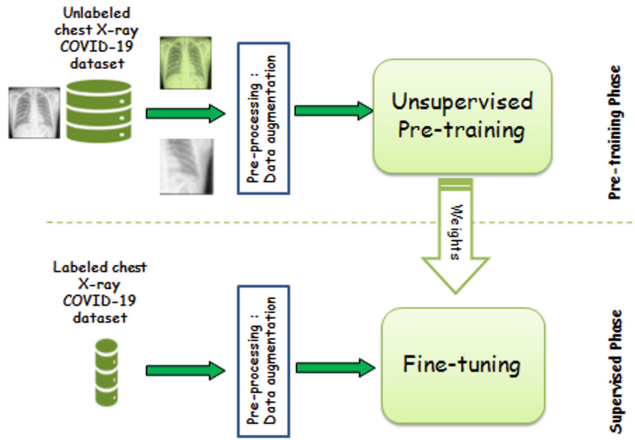 Unlabeled
chest X-ray
COVID-19
dataset
Pre-processing :
Data augmentation
Unsupervised
Pre-training
Pre-training Phase
Weights
Labeled chest
X-ray
COVID-19
dataset
Pre-processing :
Data augmentation
Fine-tuning
Supervised Phase